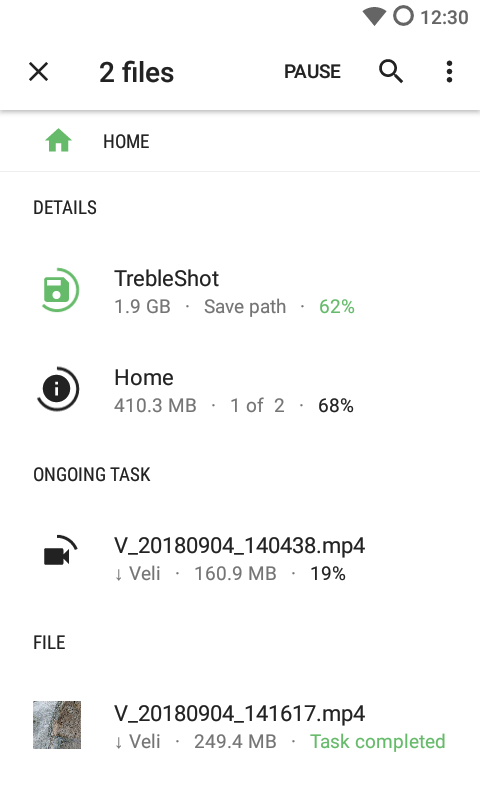 12:30
2 files PAUSE
HOME
DETAILS
TrebleShot
1.9 GB · Save path · 62%
Home
410.3 MB · 1 of 2 · 68%
ONGOING TASK
V_20180904_140438.mp4
↓ Veli · 160.9 MB · 19%
FILE
V_20180904_141617.mp4
↓ Veli · 249.4 MB · Task completed